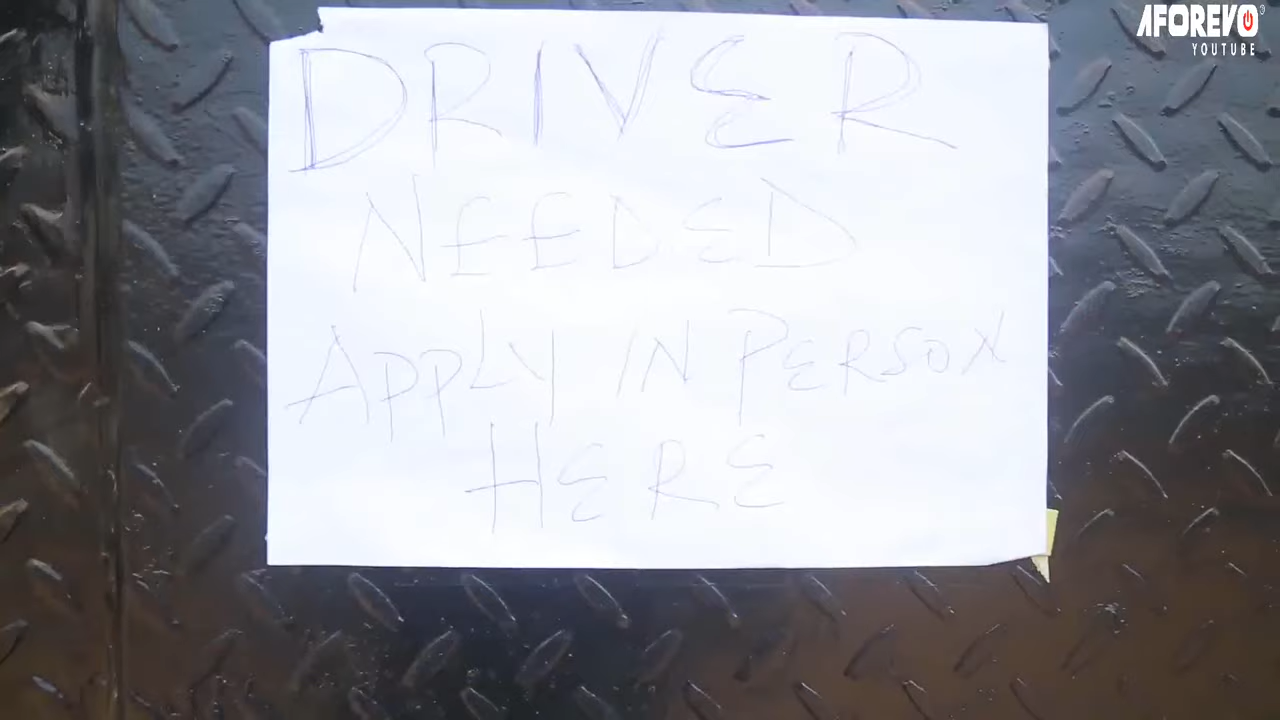 AFOREVO
YOUTUBE
DRIVER
NEEDED
APPLY IN PERSON
HERE